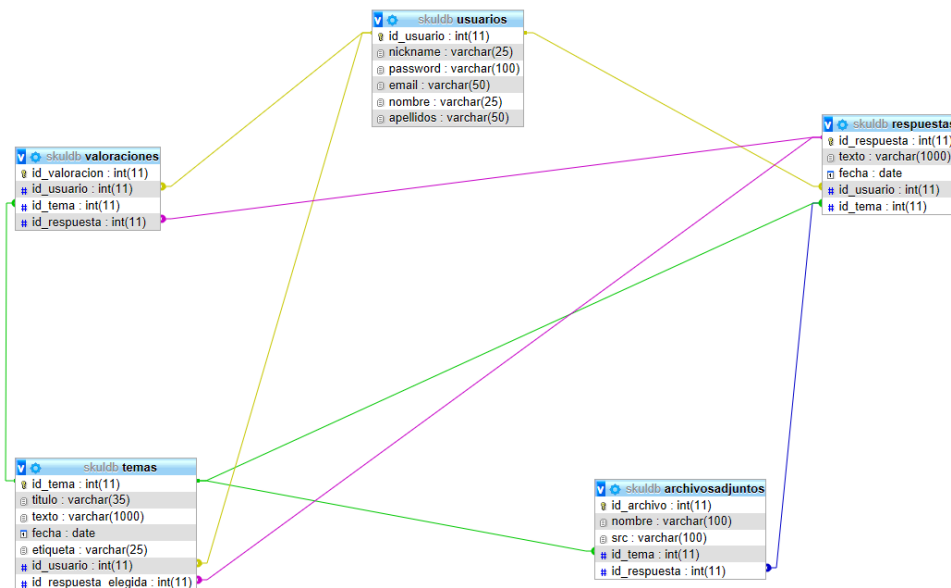 skuldb usuarios
id_usuario : int(11)
nickname : varchar(25)
password : varchar(100)
email : varchar(50)
nombre : varchar(25)
apellidos : varchar(50)
skuldb respuestas
id_respuesta : int(11)
texto : varchar(1000)
fecha : date
id_usuario : int(11)
id_tema : int(11)
skuldb valoraciones
id_valoracion : int(11)
id_usuario : int(11)
id_tema : int(11)
id_respuesta : int(11)
skuldb temas
id_tema : int(11)
titulo : varchar(35)
texto : varchar(1000)
fecha : date
etiqueta : varchar(25)
id_usuario : int(11)
id_respuesta_elegida : int(11)
skuldb archivosadjuntos
id_archivo : int(11)
nombre : varchar(100)
src : varchar(100)
id_tema : int(11)
id_respuesta : int(11)